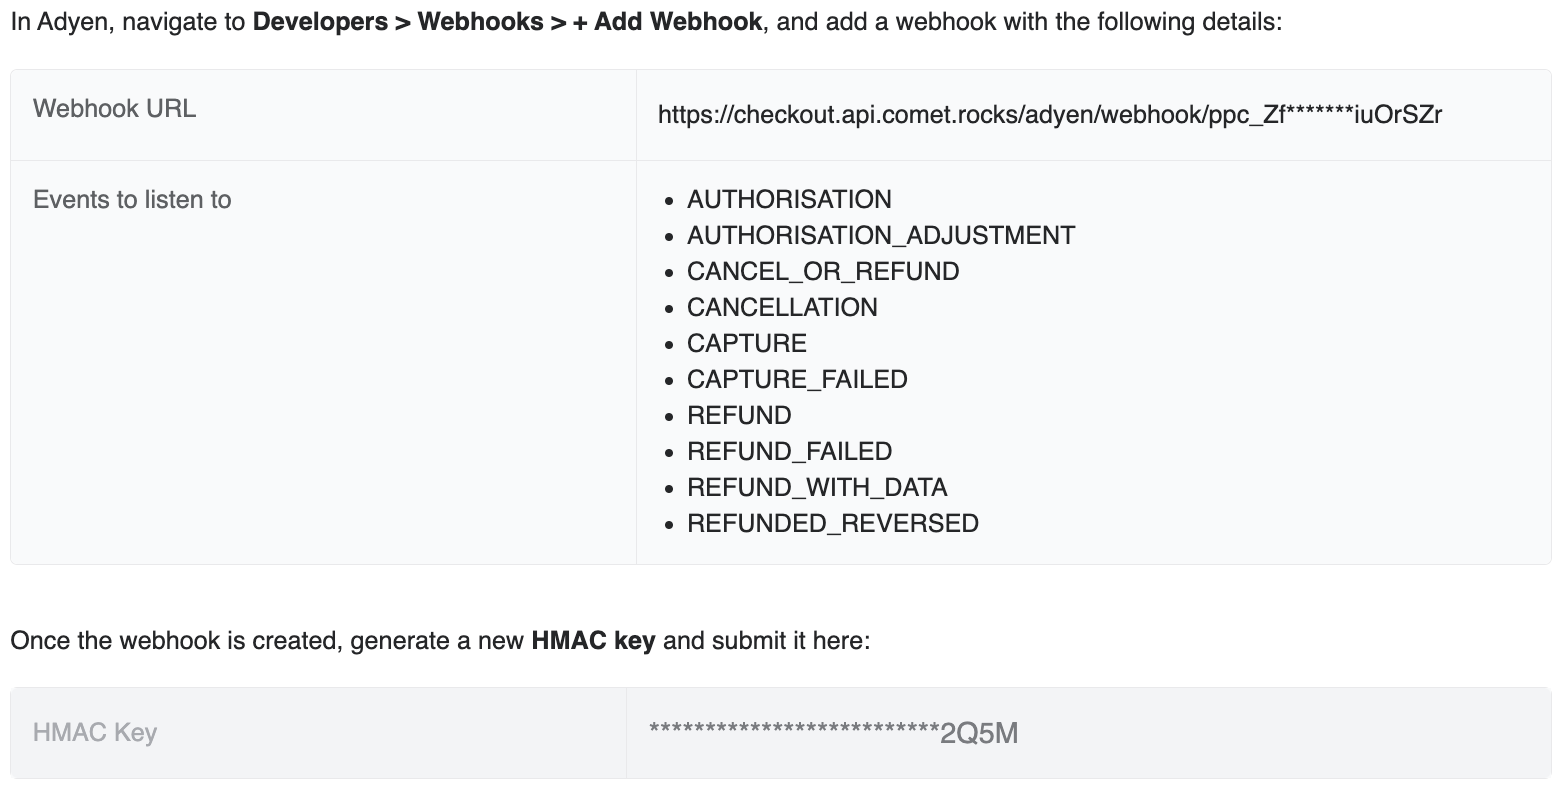 In Adyen, navigate to Developers > Webhooks > + Add Webhook, and add a webhook with the following details:
Webhook URL
https://checkout.api.comet.rocks/adyen/webhook/ppc_Zf*******iuOrSZr
Events to listen to
• AUTHORISATION
• AUTHORISATION_ADJUSTMENT
• CANCEL_OR_REFUND
• CANCELLATION
• CAPTURE
• CAPTURE_FAILED
• REFUND
• REFUND_FAILED
• REFUND_WITH_DATA
• REFUNDED_REVERSED
Once the webhook is created, generate a new HMAC key and submit it here:
HMAC Key
**************************2Q5M